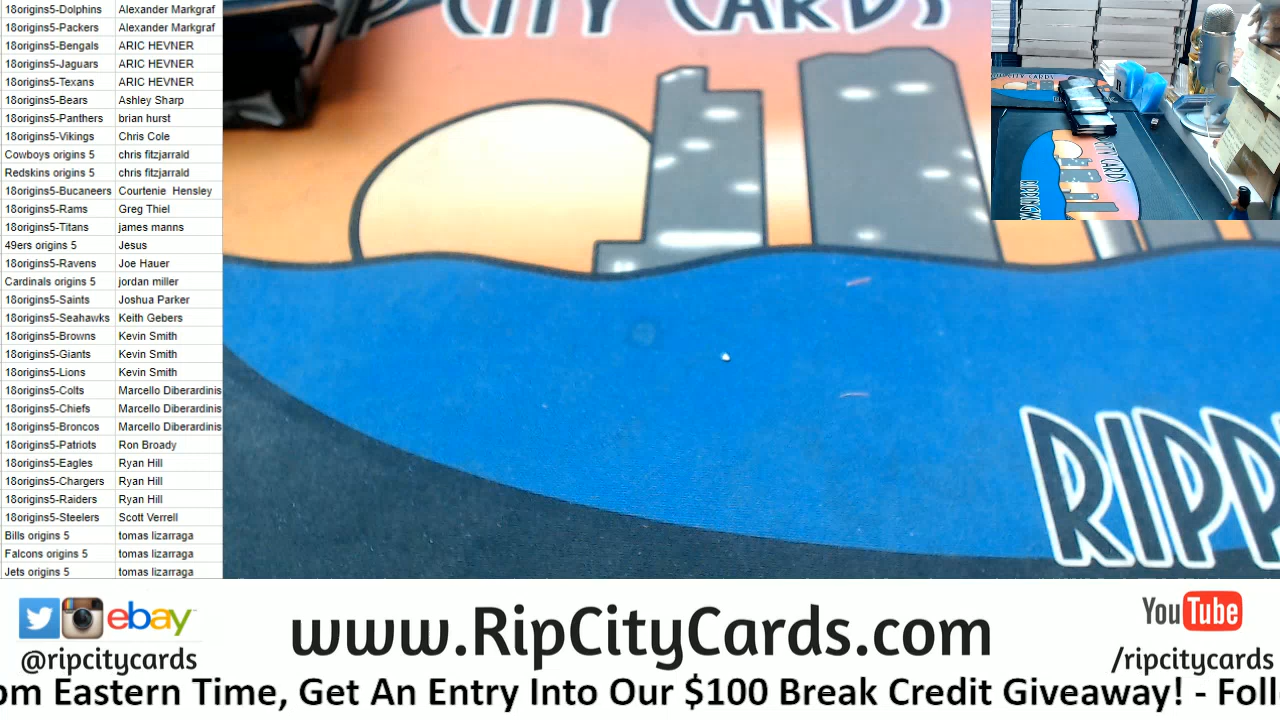 18origins5-Dolphins Alexander Markgraf
18origins5-Packers Alexander Markgraf
18origins5-Bengals ARIC HEVNER
18origins5-Jaguars ARIC HEVNER
18origins5-Texans ARIC HEVNER
18origins5-Bears Ashley Sharp
18origins5-Panthers brian hurst
18origins5-Vikings Chris Cole
Cowboys origins 5 chris fitzjarrald
Redskins origins 5 chris fitzjarrald
18origins5-Bucaneers Courtenie Hensley
18origins5-Rams Greg Thiel
18origins5-Titans james manns
49ers origins 5 Jesus
18origins5-Ravens Joe Hauer
Cardinals origins 5 jordan miller
18origins5-Saints Joshua Parker
18origins5-Seahawks Keith Gebers
18origins5-Browns Kevin Smith
18origins5-Giants Kevin Smith
18origins5-Lions Kevin Smith
18origins5-Colts Marcello Diberardinis
18origins5-Chiefs Marcello Diberardinis
18origins5-Broncos Marcello Diberardinis
18origins5-Patriots Ron Broady
18origins5-Eagles Ryan Hill
18origins5-Chargers Ryan Hill
18origins5-Raiders Ryan Hill
18origins5-Steelers Scott Verrell
Bills origins 5 tomas lizarraga
Falcons origins 5 tomas lizarraga
Jets origins 5 tomas lizarraga
CITY CARDS
CITY CARDS
CITY CARDS
RIPP
ebay
@ripcitycards
www.RipCityCards.com
YouTube
/ripcitycards
om Eastern Time, Get An Entry Into Our $100 Break Credit Giveaway! - Foll